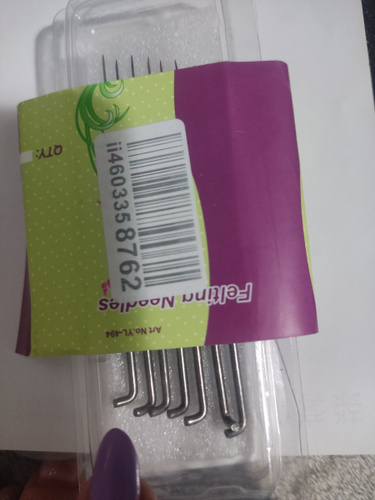 QTY:
ii4603358762
Felting Needles
Art No.YL-494